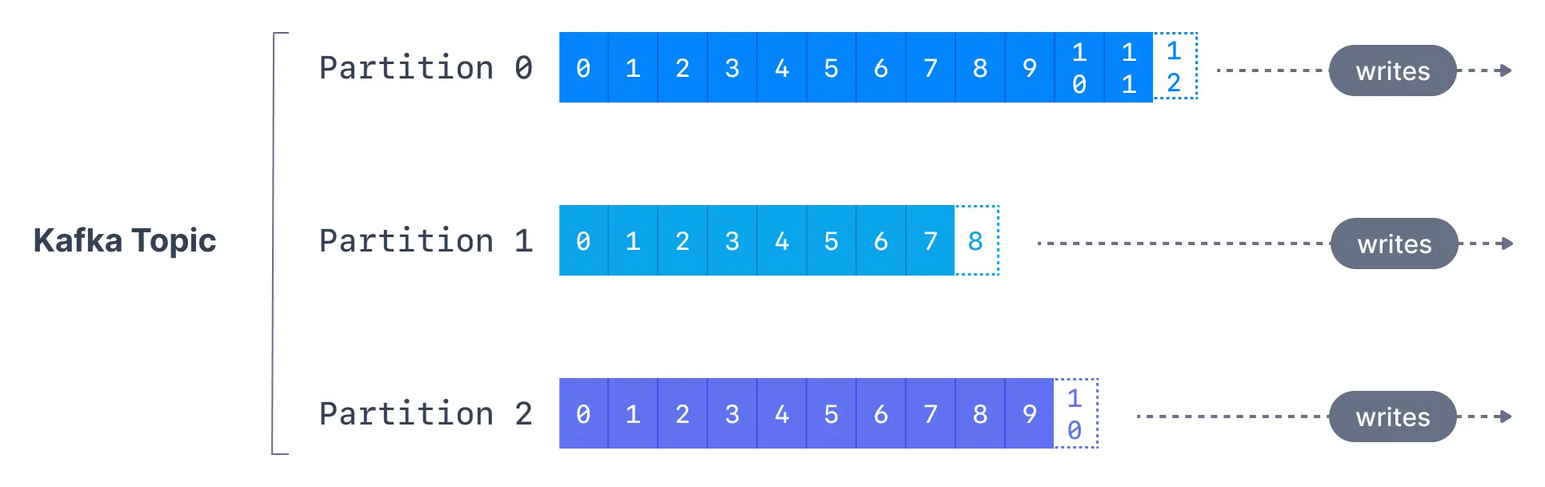 Partition 0 0 1 2 3 4 5 6 7 8 9 10 11 12 writes
Kafka Topic
Partition 1 0 1 2 3 4 5 6 7 8 writes
Partition 2 0 1 2 3 4 5 6 7 8 9 10 writes